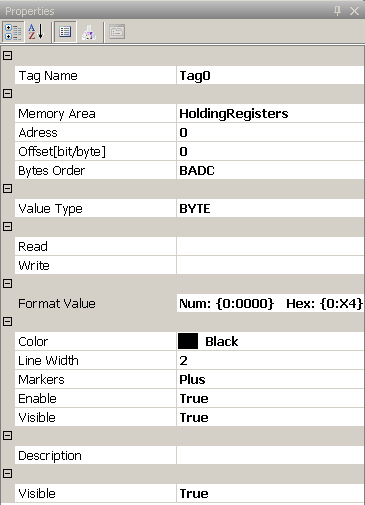 Properties
A Z
Tag Name Tag0
Memory Area HoldingRegisters
Adress 0
Offset[bit/byte] 0
Bytes Order BADC
Value Type BYTE
Read
Write
Format Value Num: {0:0000} Hex: {0:X4}
Color Black
Line Width 2
Markers Plus
Enable True
Visible True
Description
Visible True